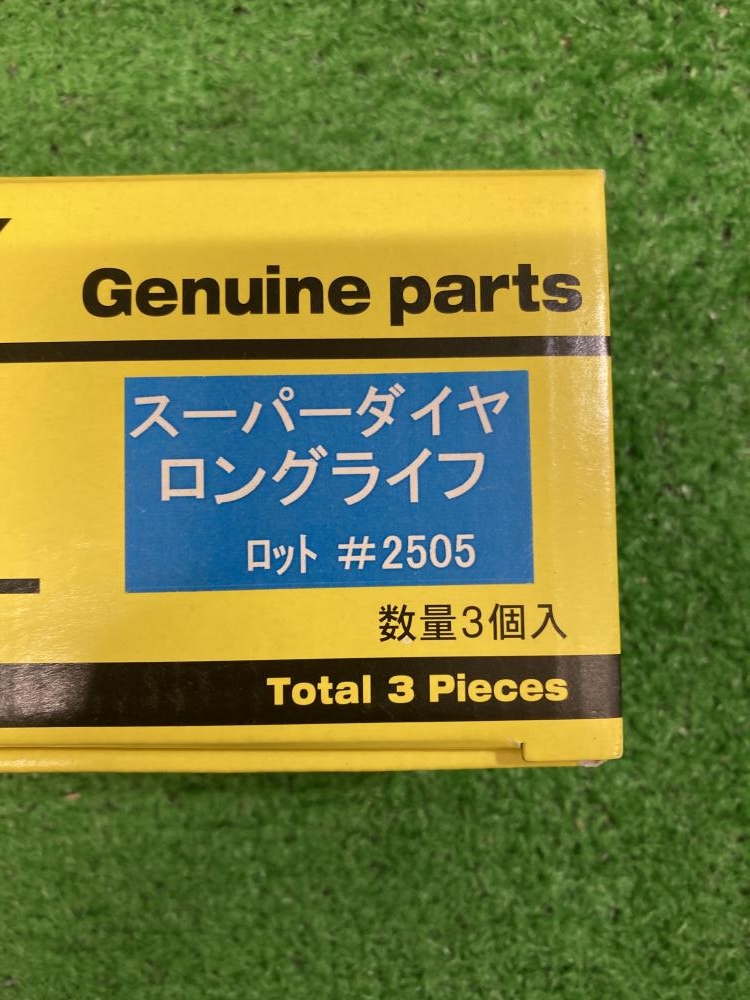 Genuine parts
スーパーダイヤ
ロングライフ
ロット #2505
数量3個入
Total 3 Pieces